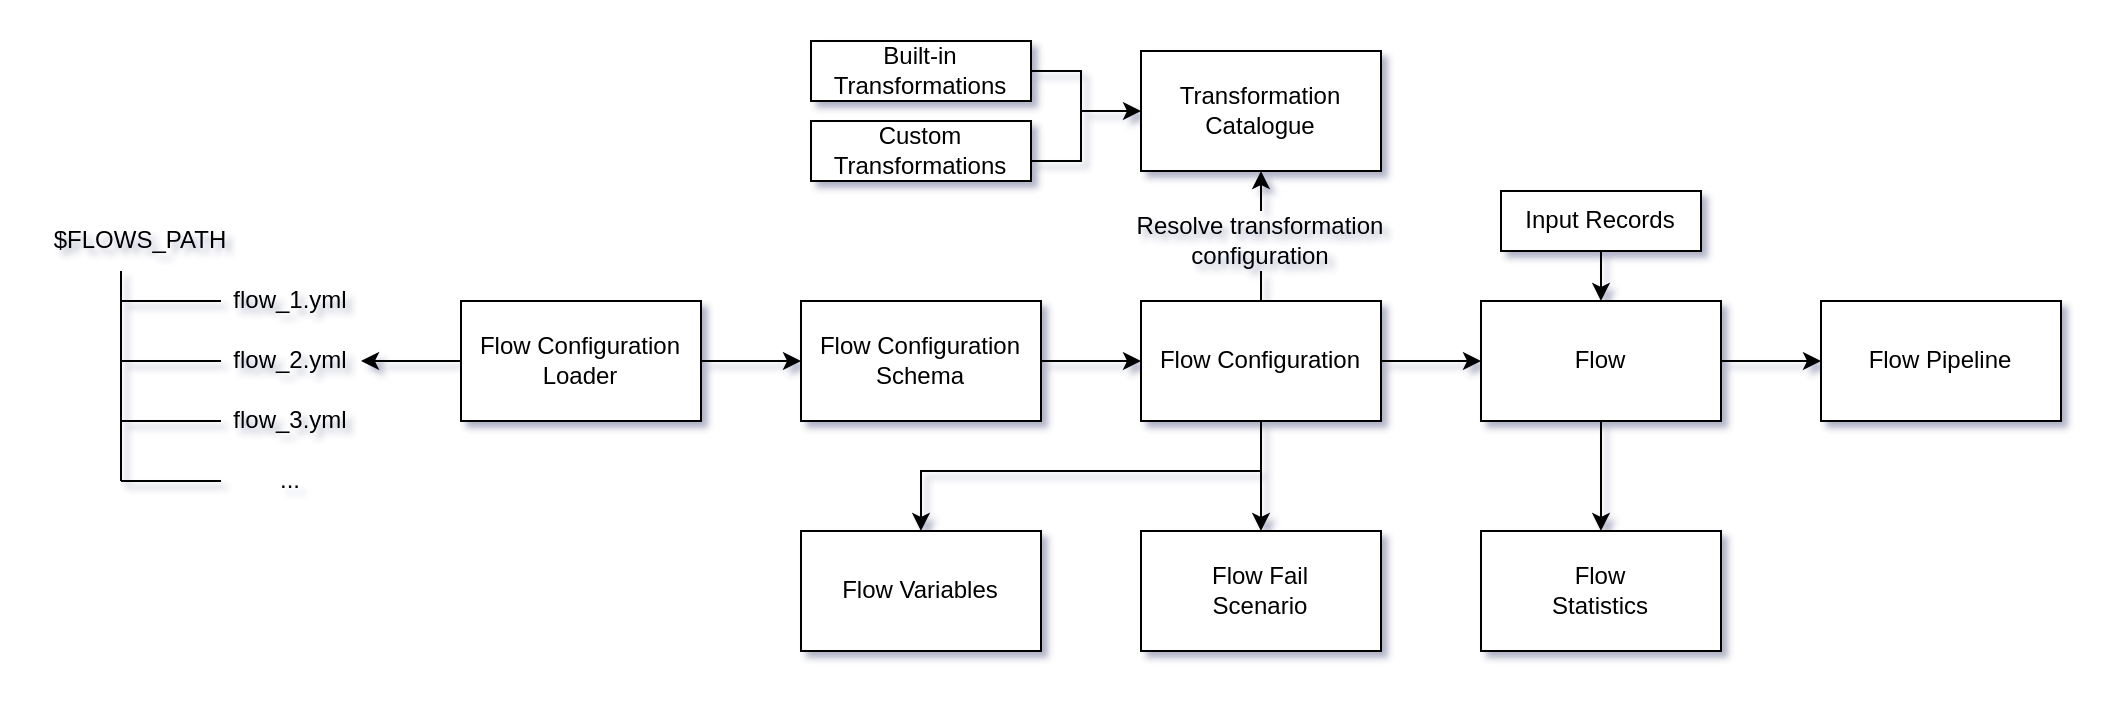 Built-in
Transformations
Custom
Transformations
Transformation
Catalogue
Resolve transformation
configuration
Input Records
$FLOWS_PATH
flow_1.yml
flow_2.yml
flow_3.yml
...
Flow Configuration
Loader
Flow Configuration
Schema
Flow Configuration
Flow
Flow Pipeline
Flow Variables
Flow Fail
Scenario
Flow
Statistics